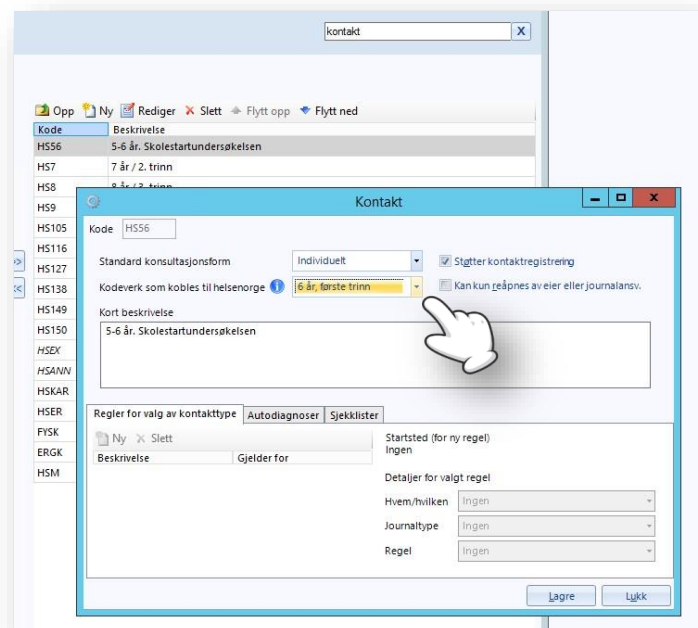 kontakt X
Opp Ny Rediger Slett Flytt opp Flytt ned
Kode Beskrivelse
HS56 5-6 år. Skolestartundersøkelsen
HS7 7 år / 2. trinn
HS8 8 år / 3. trinn
HS9
HS105
HS116
HS127
HS138
HS149
HS150
HSEX
HSANN
HSKAR
HSER
FYSK
ERGK
HSM
>>
<<
Kontakt
Kode HS56
Standard konsultasjonsform Individuelt Støtter kontaktregistrering
Kodeverk som kobles til helsenorge 6 år, første trinn Kan kun reåpnes av eier eller journalansv.
Kort beskrivelse
5-6 år. Skolestartundersøkelsen
Regler for valg av kontakttype Autodiagnoser Sjekklister
Ny Slett
Beskrivelse Gjelder for
Startsted (for ny regel)
Ingen
Detaljer for valgt regel
Hvem/hvilken Ingen
Journaltype Ingen
Regel Ingen
Lagre Lukk